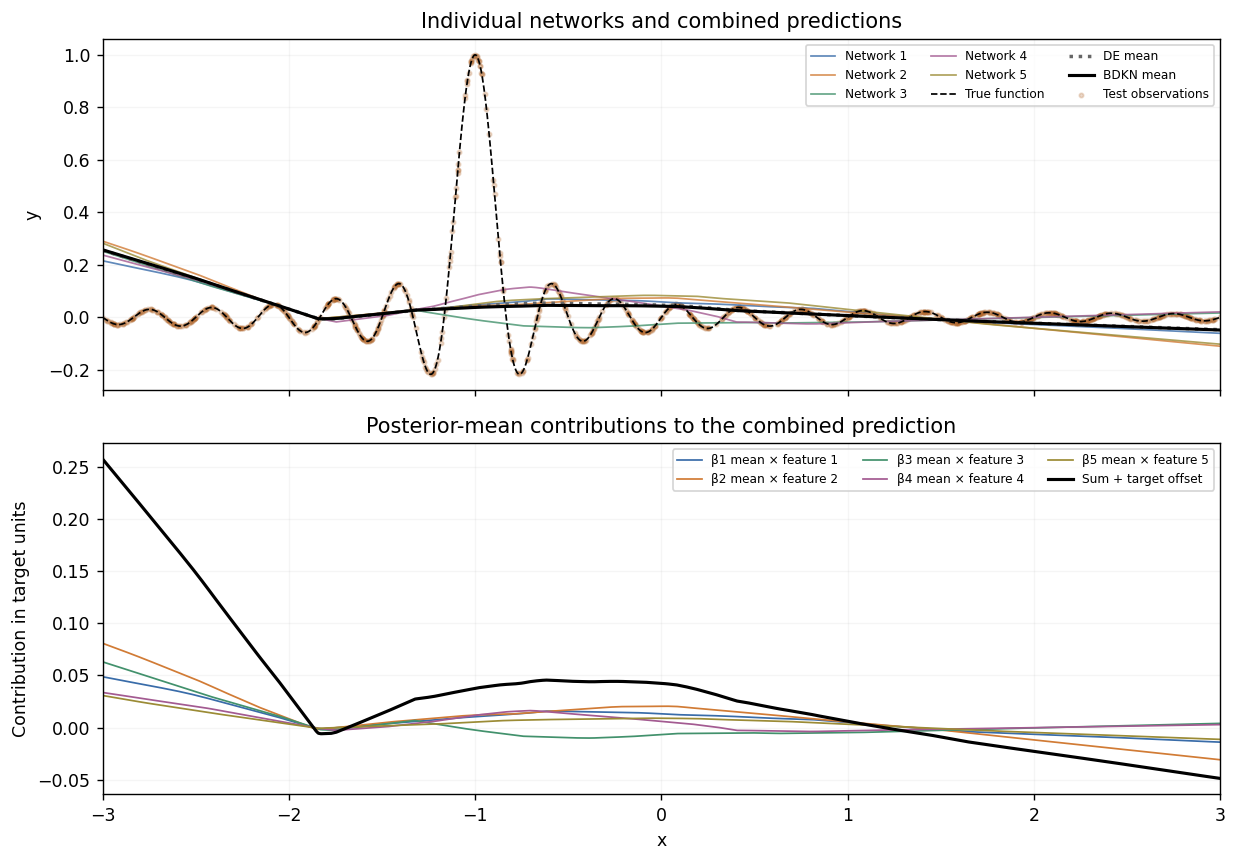 Individual networks and combined predictions
Network 1 Network 4 DE mean
Network 2 Network 5 BDKN mean
Network 3 True function Test observations
1.0
0.8
0.6
0.4
0.2
0.0
−0.2
y
Posterior-mean contributions to the combined prediction
β1 mean × feature 1 β3 mean × feature 3 β5 mean × feature 5
β2 mean × feature 2 β4 mean × feature 4 Sum + target offset
0.25
0.20
0.15
0.10
0.05
0.00
−0.05
Contribution in target units
−3 −2 −1 0 1 2 3
x